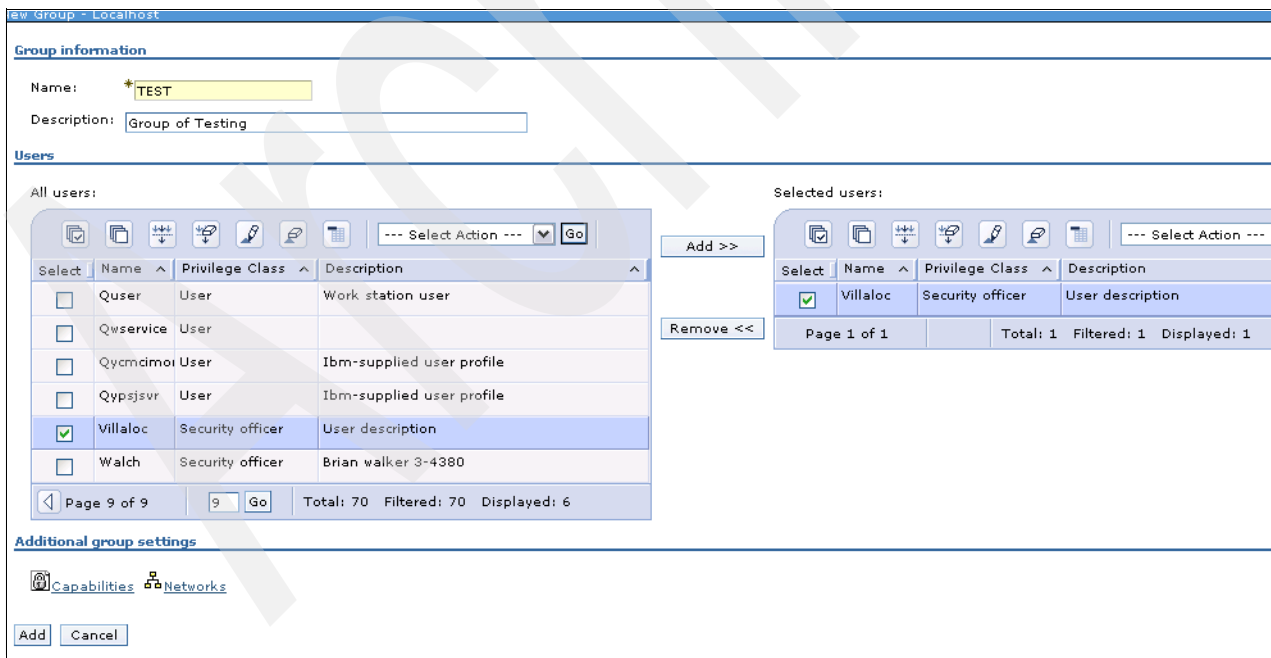 ew Group - Localhost
Group information
Name: *TEST
Description: Group of Testing
Users
All users:
Selected users:
--- Select Action --- Go
Add >>
--- Select Action ---
Select Name Privilege Class Description
Select Name Privilege Class Description
Quser User Work station user
Villaloc Security officer User description
Qwservice User
Remove <<
Page 1 of 1 Total: 1 Filtered: 1 Displayed: 1
Qycmcimo User Ibm-supplied user profile
Qypsjsvr User Ibm-supplied user profile
Villaloc Security officer User description
Walch Security officer Brian walker 3-4380
Page 9 of 9 9 Go Total: 70 Filtered: 70 Displayed: 6
Additional group settings
Capabilities Networks
Add Cancel